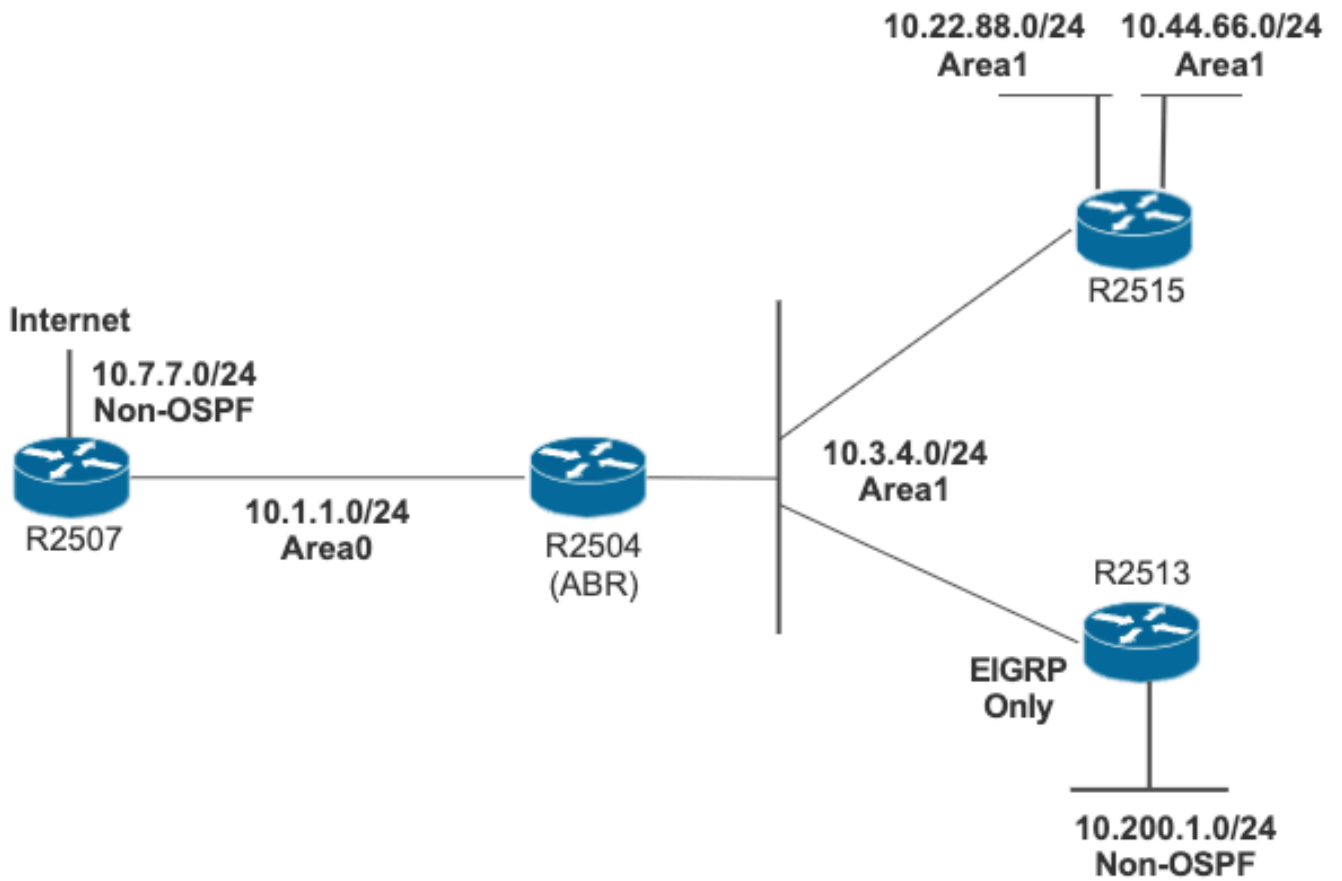 10.22.88.0/24
Area1
10.44.66.0/24
Area1
R2515
Internet
10.7.7.0/24
Non-OSPF
R2507
10.1.1.0/24
Area0
R2504
(ABR)
10.3.4.0/24
Area1
R2513
EIGRP
Only
10.200.1.0/24
Non-OSPF